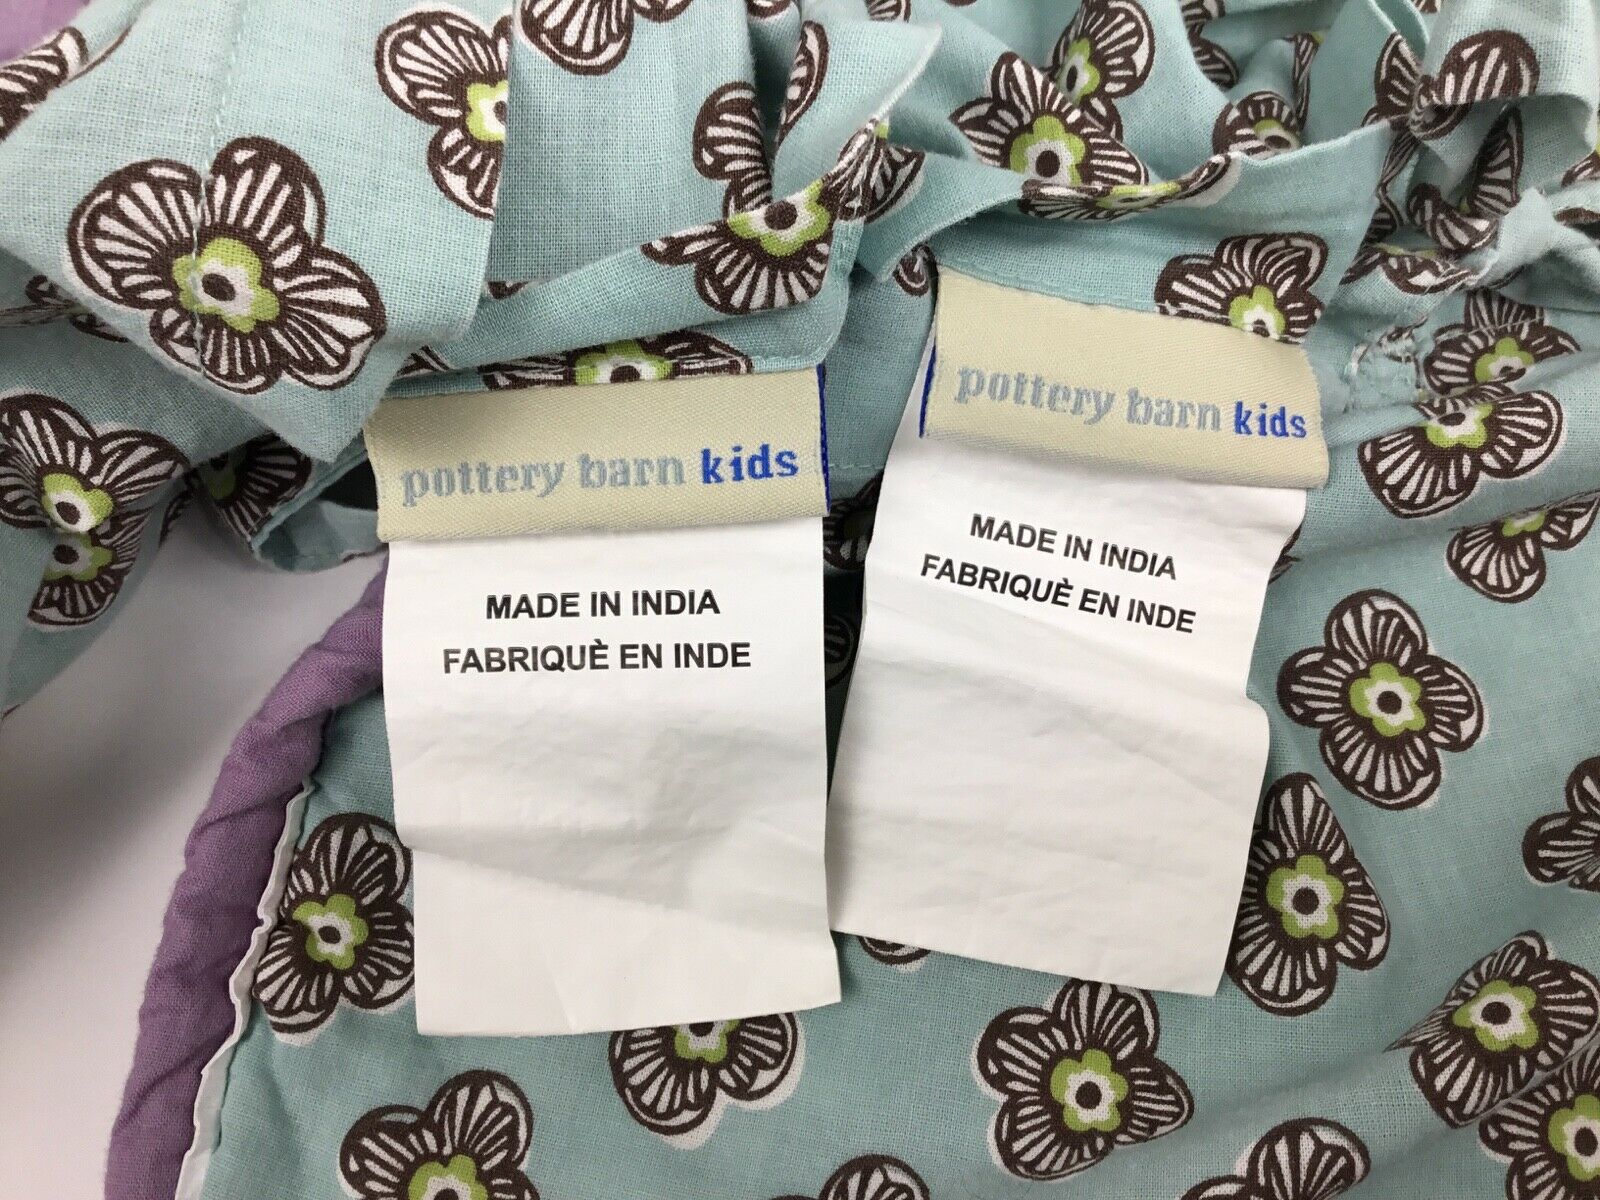 pottery barn kids
MADE IN INDIA
FABRIQUÈ EN INDE
pottery barn kids
MADE IN INDIA
FABRIQUÈ EN INDE